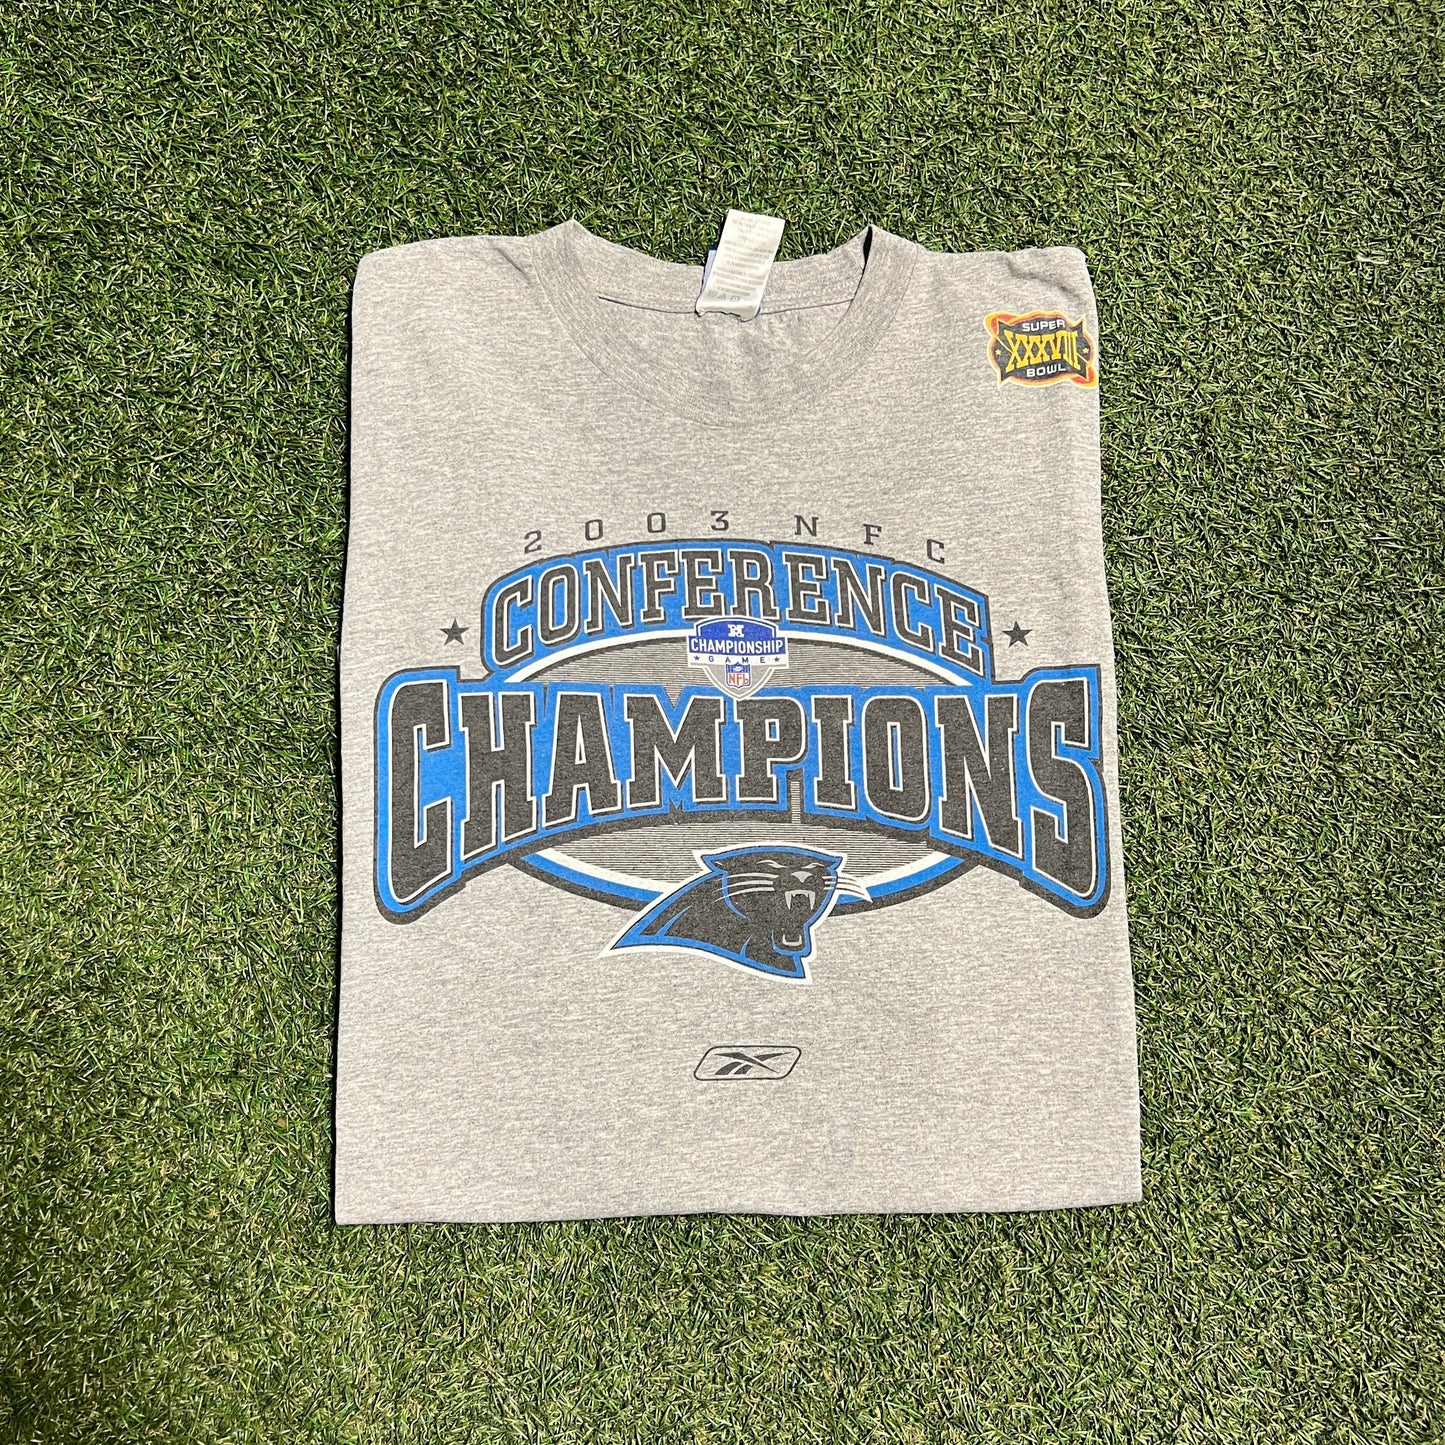 SUPER
XXXVIII
BOWL
2003 NFC
CONFERENCE
N
CHAMPIONSHIP
GAME
NFL
CHAMPIONS